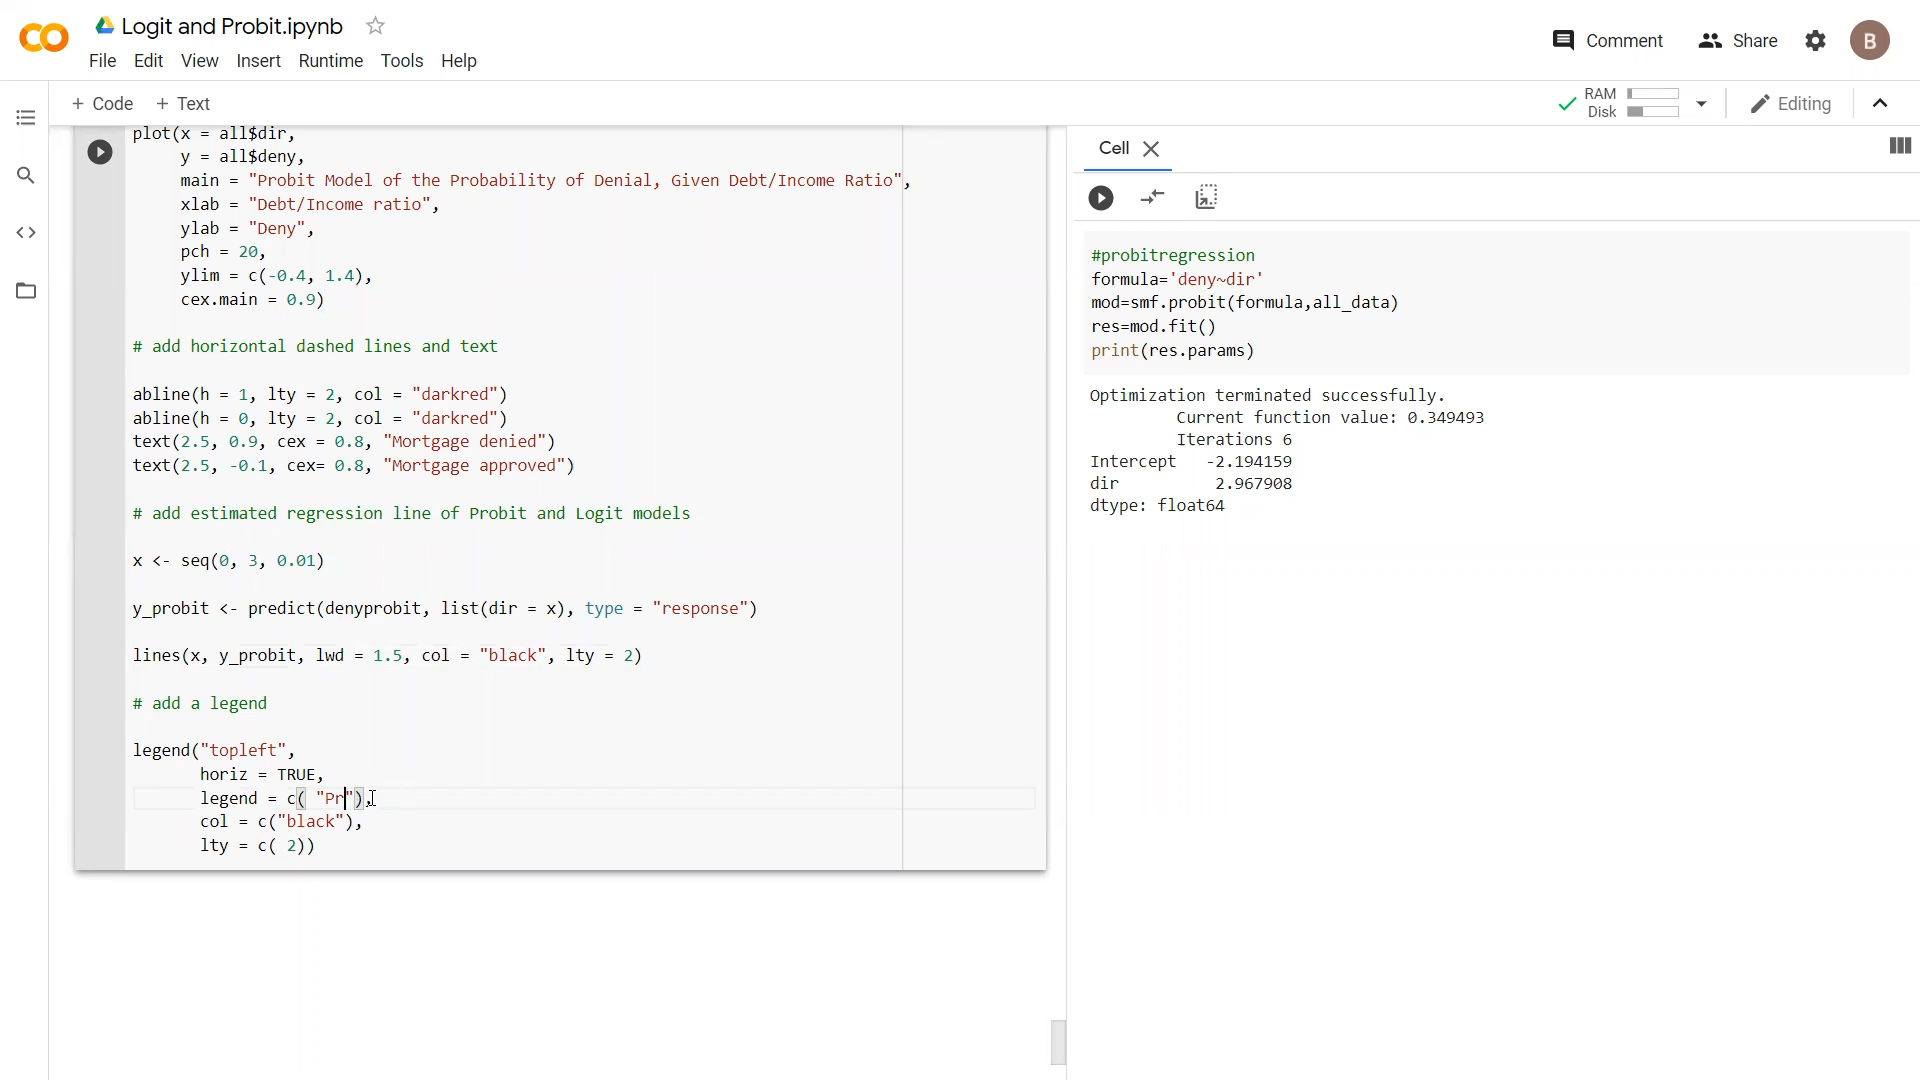 Logit and Probit.ipynb
File Edit View Insert Runtime Tools Help
Comment Share B
+ Code + Text
RAM
Disk
Editing
plot(x = all$dir,
y = all$deny,
main = "Probit Model of the Probability of Denial, Given Debt/Income Ratio",
xlab = "Debt/Income ratio",
ylab = "Deny",
pch = 20,
ylim = c(-0.4, 1.4),
cex.main = 0.9)
# add horizontal dashed lines and text
abline(h = 1, lty = 2, col = "darkred")
abline(h = 0, lty = 2, col = "darkred")
text(2.5, 0.9, cex = 0.8, "Mortgage denied")
text(2.5, -0.1, cex= 0.8, "Mortgage approved")
# add estimated regression line of Probit and Logit models
x <- seq(0, 3, 0.01)
y_probit <- predict(denyprobit, list(dir = x), type = "response")
lines(x, y_probit, lwd = 1.5, col = "black", lty = 2)
# add a legend
legend("topleft",
horiz = TRUE,
legend = c( "Pr"),
col = c("black"),
lty = c( 2))
Cell
#probitregression
formula='deny~dir'
mod=smf.probit(formula,all_data)
res=mod.fit()
print(res.params)
Optimization terminated successfully.
Current function value: 0.349493
Iterations 6
Intercept -2.194159
dir 2.967908
dtype: float64